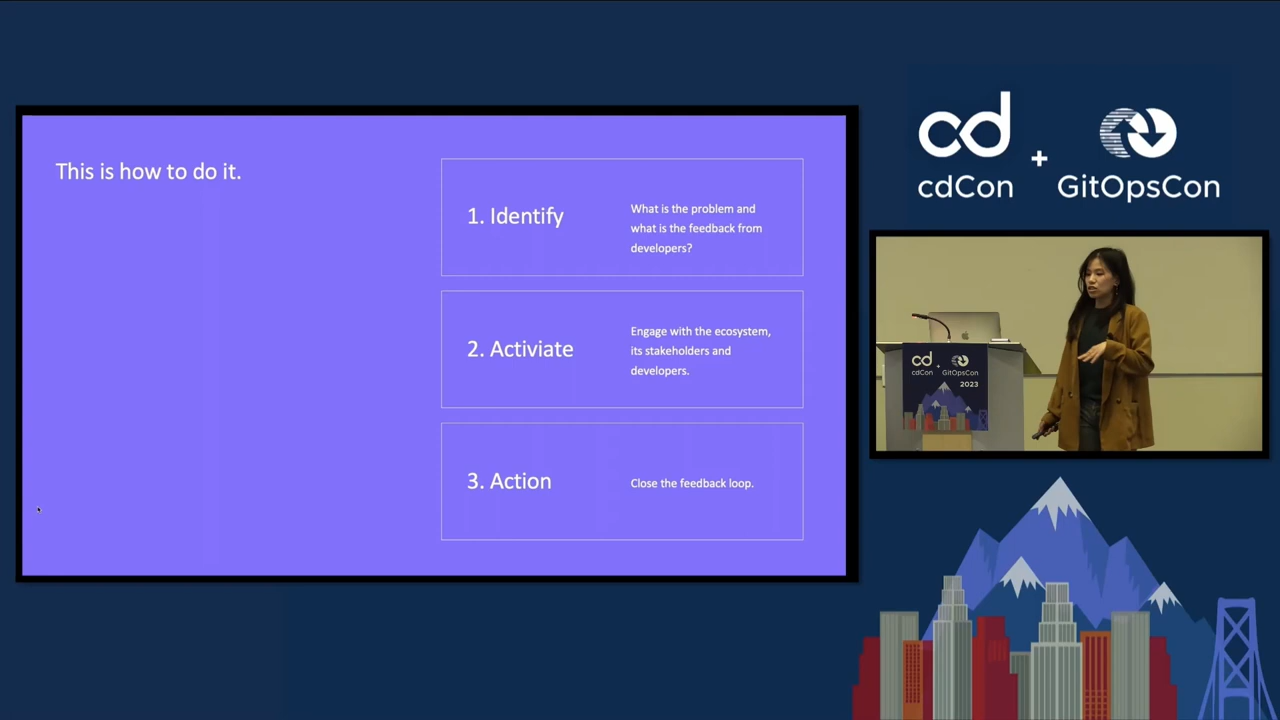 This is how to do it.
1. Identify
What is the problem and
what is the feedback from
developers?
2. Activiate
Engage with the ecosystem,
its stakeholders and
developers.
3. Action
Close the feedback loop.
cd
cdCon
+
GitOpsCon
cd
cdCon
+
GitOpsCon
2023